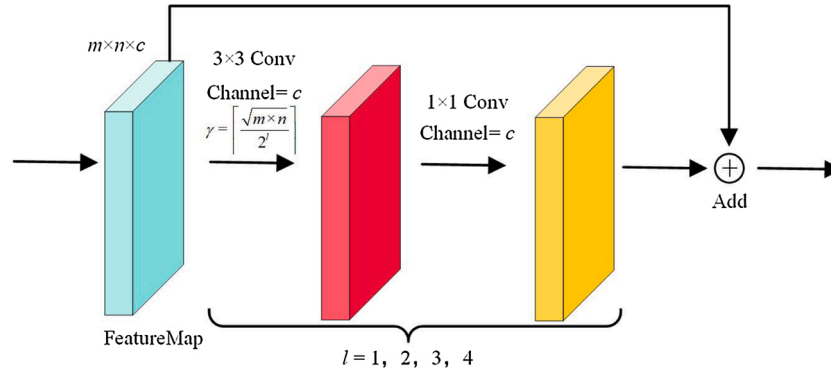 m×n×c
3×3 Conv
Channel= c
γ = ⌈√(m×n) / 2^l⌉
1×1 Conv
Channel= c
Add
FeatureMap
l = 1, 2, 3, 4